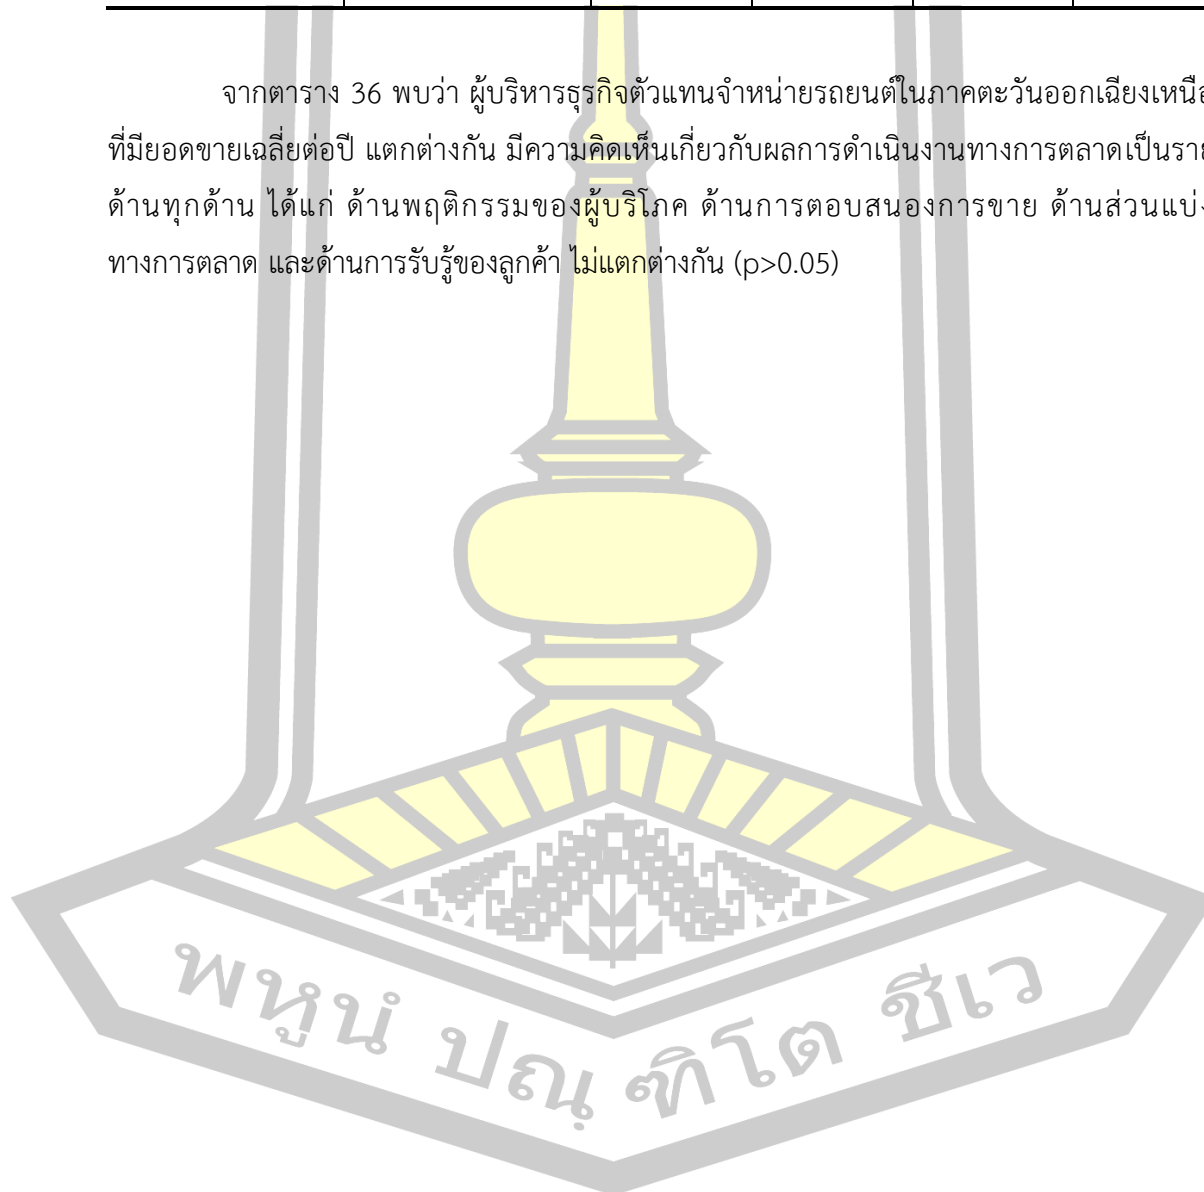 จากตาราง 36 พบว่า ผู้บริหารธุรกิจตัวแทนจำหน่ายรถยนต์ในภาคตะวันออกเฉียงเหนือ
ที่มียอดขายเฉลี่ยต่อปี แตกต่างกัน มีความคิดเห็นเกี่ยวกับผลการดำเนินงานทางการตลาดเป็นราย
ด้านทุกด้าน ได้แก่ ด้านพฤติกรรมของผู้บริโภค ด้านการตอบสนองการขาย ด้านส่วนแบ่ง
ทางการตลาด และด้านการรับรู้ของลูกค้า ไม่แตกต่างกัน (p>0.05)
พหูนํ ปณฺฑิโต ชีเว